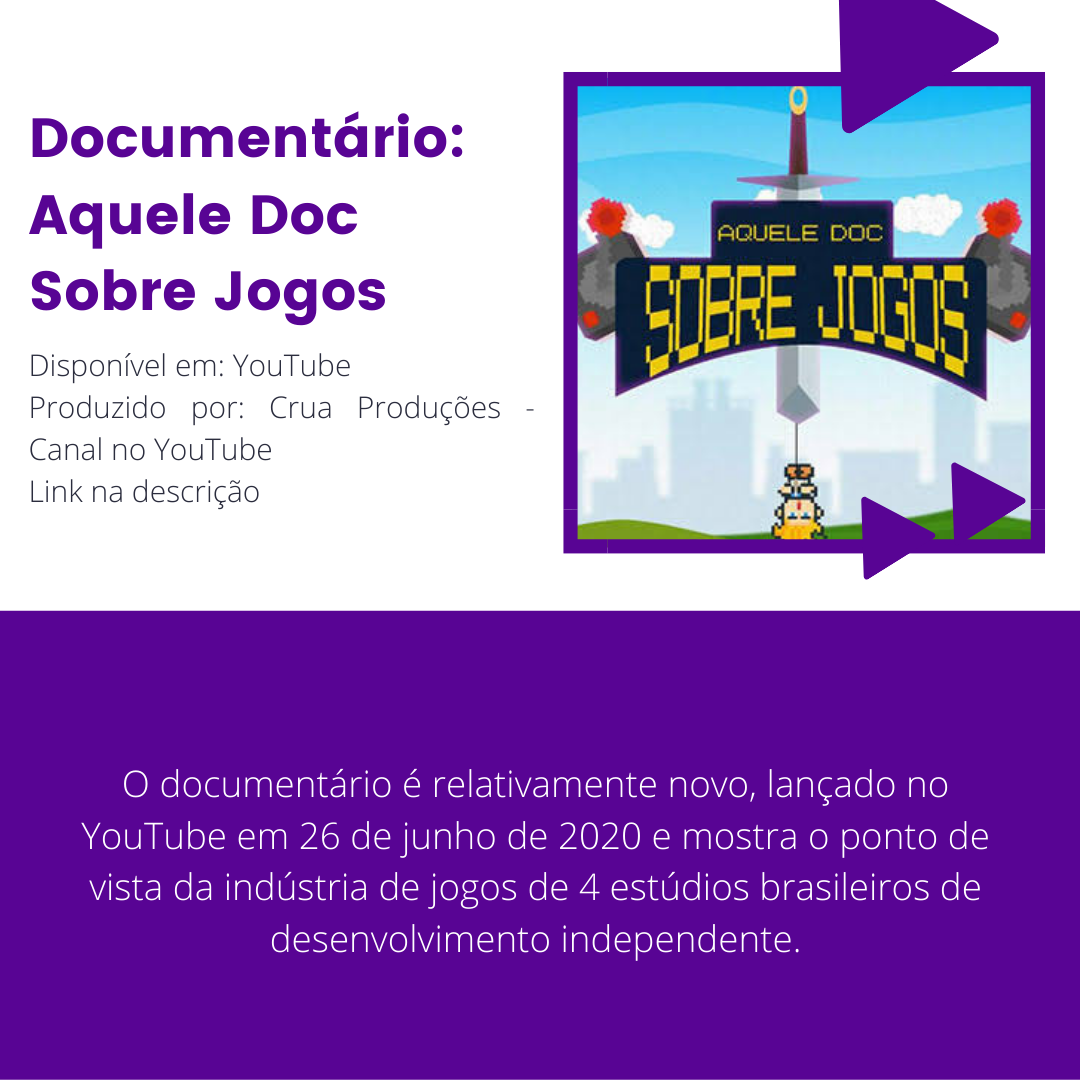 Documentário:
Aquele Doc
Sobre Jogos
Disponível em: YouTube
Produzido por: Crua Produções -
Canal no YouTube
Link na descrição
AQUELE DOC
SOBRE JOGOS
O documentário é relativamente novo, lançado no
YouTube em 26 de junho de 2020 e mostra o ponto de
vista da indústria de jogos de 4 estúdios brasileiros de
desenvolvimento independente.